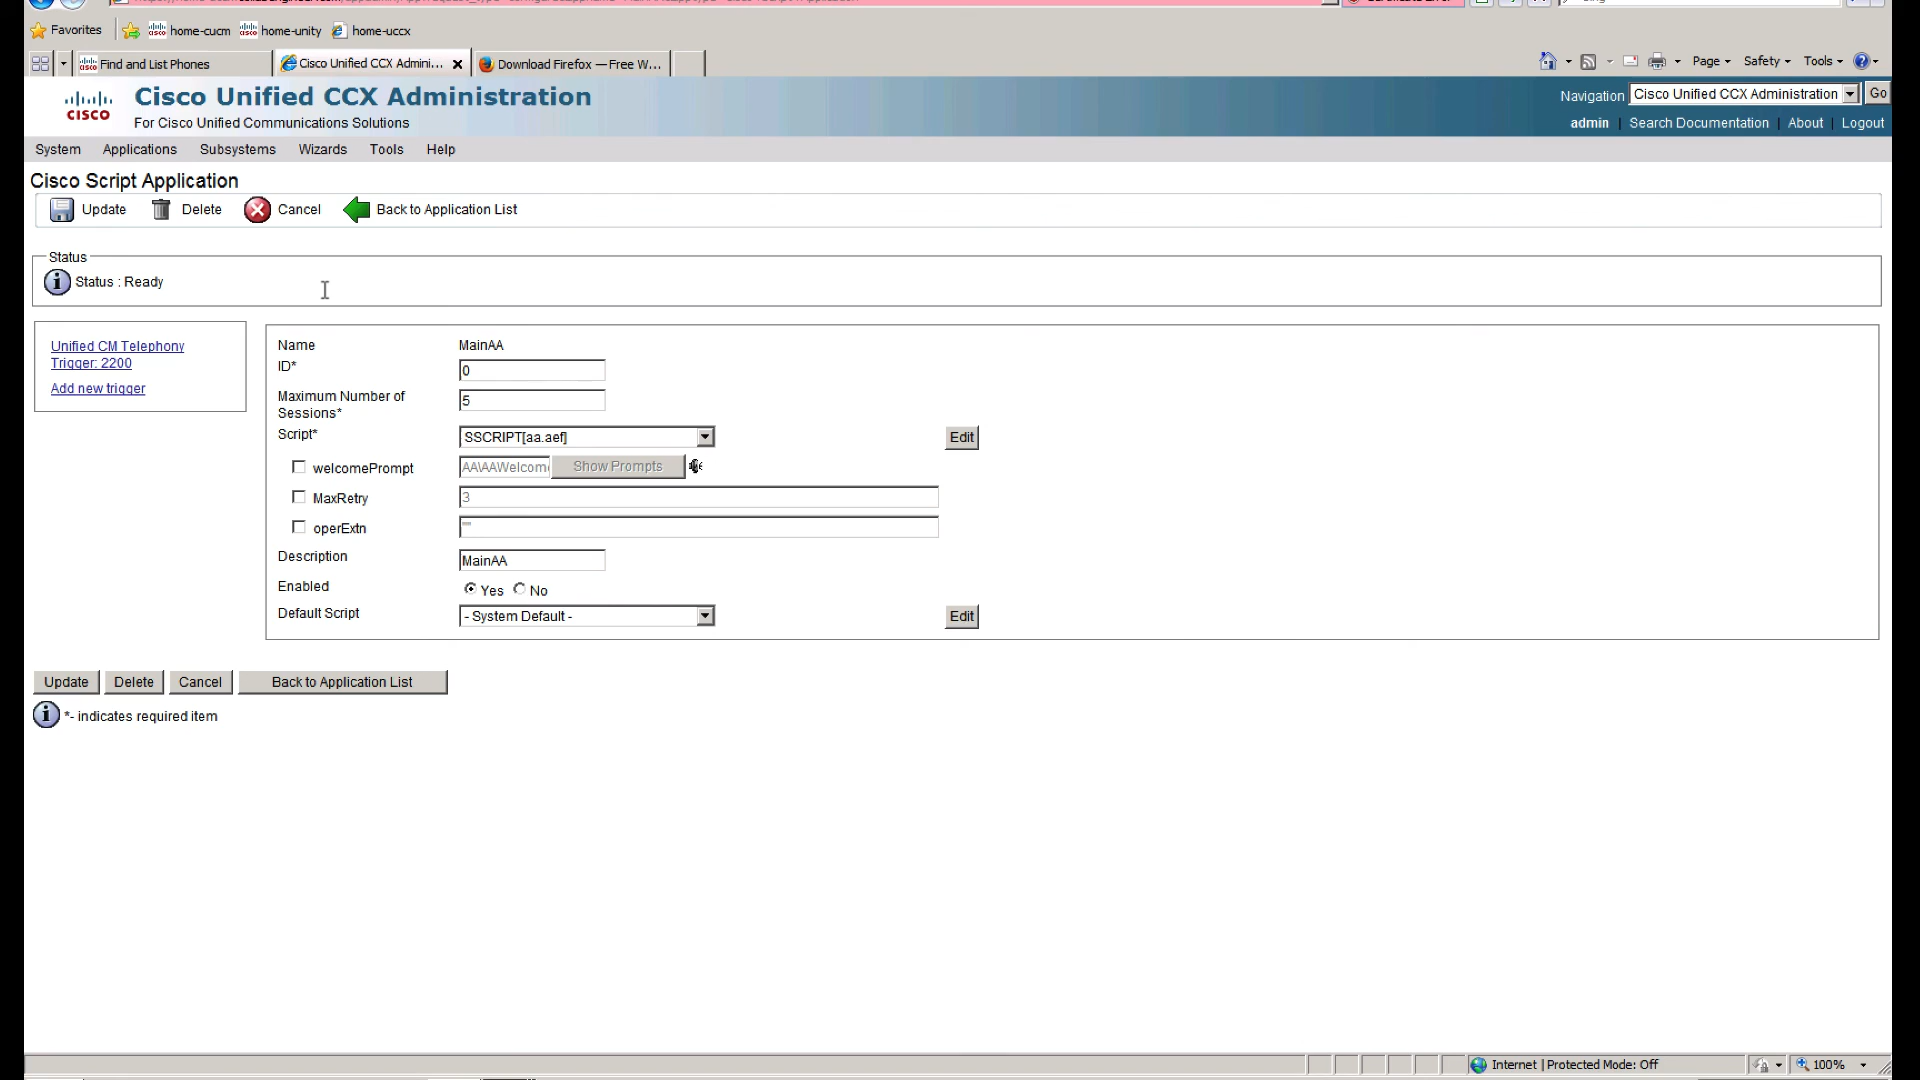 Favorites home-cucm home-unity home-uccx
Find and List Phones Cisco Unified CCX Admini... Download Firefox — Free W... Page Safety Tools
CISCO Cisco Unified CCX Administration
For Cisco Unified Communications Solutions
Navigation Cisco Unified CCX Administration Go
admin | Search Documentation | About | Logout
System Applications Subsystems Wizards Tools Help
Cisco Script Application
Update Delete Cancel Back to Application List
Status
Status : Ready
Unified CM Telephony
Trigger: 2200
Add new trigger
Name MainAA
ID* 0
Maximum Number of
Sessions* 5
Script* SSCRIPT[aa.aef] Edit
welcomePrompt AA\AAWelcom Show Prompts
MaxRetry 3
operExtn ""
Description MainAA
Enabled Yes No
Default Script - System Default - Edit
Update Delete Cancel Back to Application List
*- indicates required item
Internet | Protected Mode: Off 100%